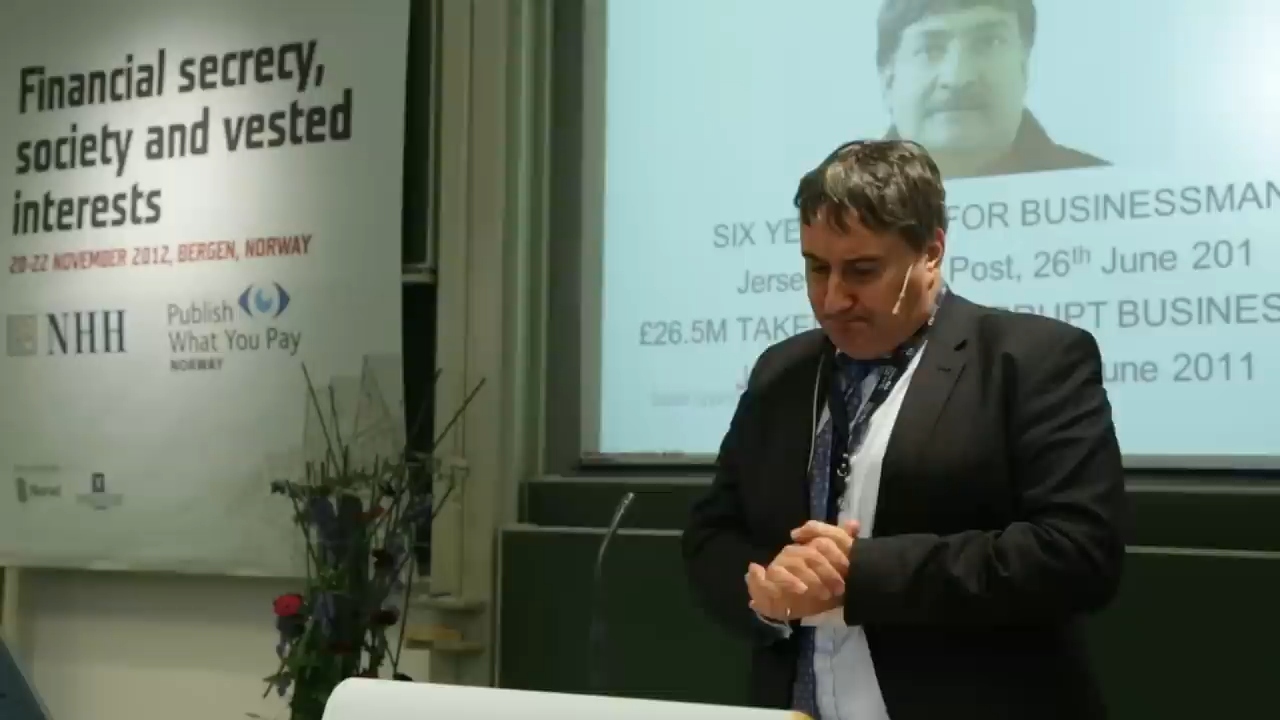 Financial secrecy,
society and vested
interests
20-22 NOVEMBER 2012, BERGEN, NORWAY
NHH
Publish
What You Pay
NORWAY
Norad
SIX YE FOR BUSINESSMAN
Jerse Post, 26th June 201
£26.5M TAKE RUPT BUSINES
une 2011